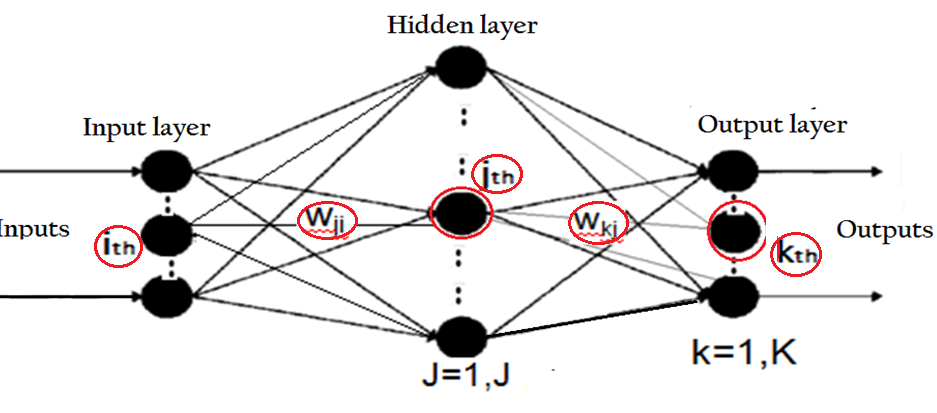 Hidden layer
Input layer
Output layer
jth
wji
wkj
Inputs
ith
Outputs
kth
k=1,K
J=1,J